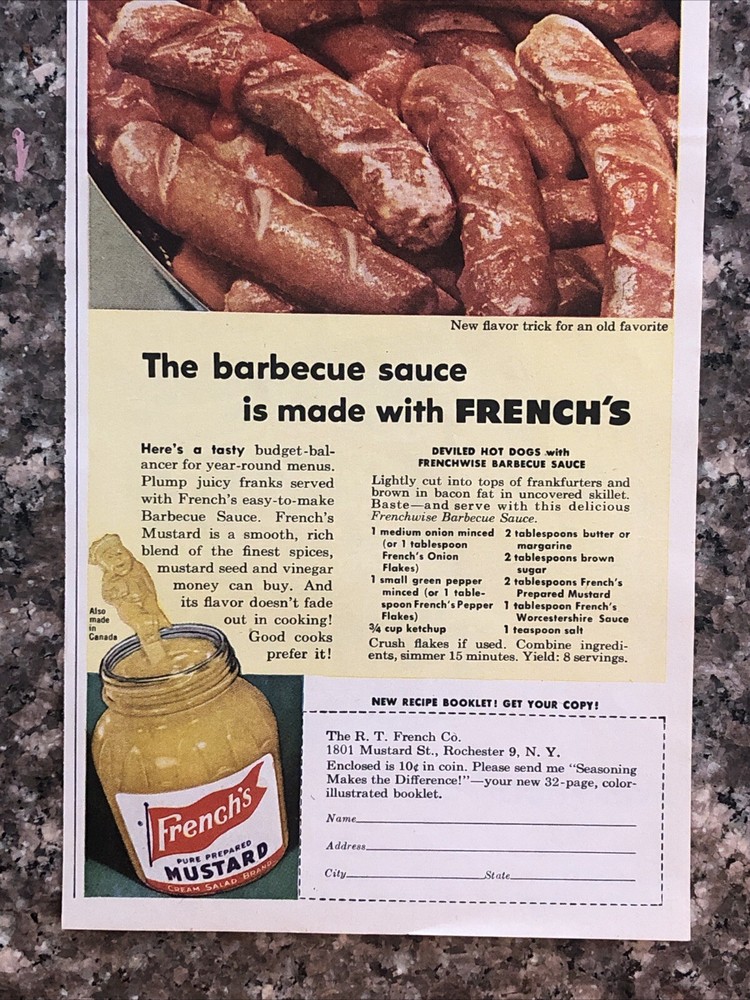 New flavor trick for an old favorite
The barbecue sauce
is made with FRENCH'S
Here's a tasty budget-bal-
ancer for year-round menus.
Plump juicy franks served
with French's easy-to-make
Barbecue Sauce. French's
Mustard is a smooth, rich
blend of the finest spices,
mustard seed and vinegar
money can buy. And
its flavor doesn't fade
out in cooking!
Good cooks
prefer it!
Also
made
in
Canada
DEVILED HOT DOGS with
FRENCHWISE BARBECUE SAUCE
Lightly cut into tops of frankfurters and
brown in bacon fat in uncovered skillet.
Baste—and serve with this delicious
Frenchwise Barbecue Sauce.
1 medium onion minced
(or 1 tablespoon
French's Onion
Flakes)
1 small green pepper
minced (or 1 table-
spoon French's Pepper
Flakes)
¾ cup ketchup
2 tablespoons butter or
margarine
2 tablespoons brown
sugar
2 tablespoons French's
Prepared Mustard
1 tablespoon French's
Worcestershire Sauce
1 teaspoon salt
Crush flakes if used. Combine ingredi-
ents, simmer 15 minutes. Yield: 8 servings.
French's
PURE PREPARED
MUSTARD
CREAM SALAD BRAND
NEW RECIPE BOOKLET! GET YOUR COPY!
The R. T. French Co.
1801 Mustard St., Rochester 9, N. Y.
Enclosed is 10¢ in coin. Please send me "Seasoning
Makes the Difference!"—your new 32-page, color-
illustrated booklet.
Name
Address
City State